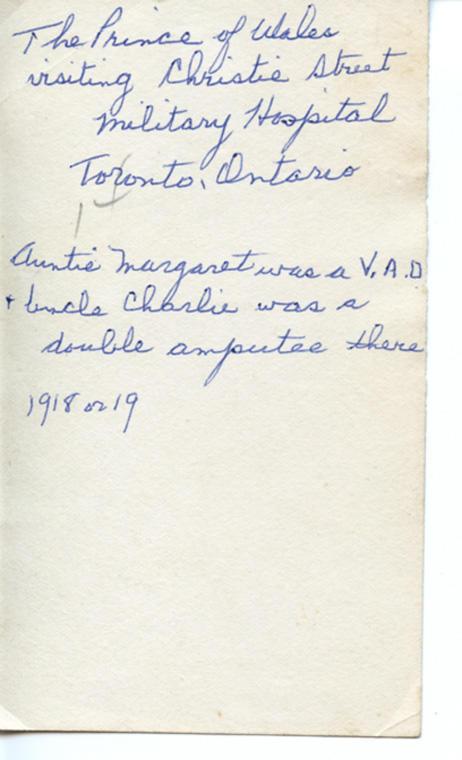 The Prince of Wales
visiting Christie Street
Military Hospital
Toronto, Ontario
Auntie Margaret was a V.A.D
+ Uncle Charlie was a
double amputee there
1918 or 19